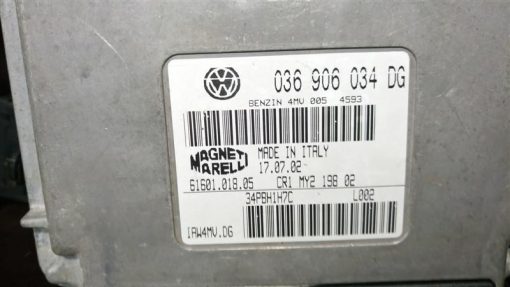 036 906 034 DG
BENZIN 4MV 005 4593
MAGNETI MARELLI
MADE IN ITALY
17.07.02
61601.018.05 CR1 MY2 198 02
34PBH1H7C L002
IAW4MV.DG